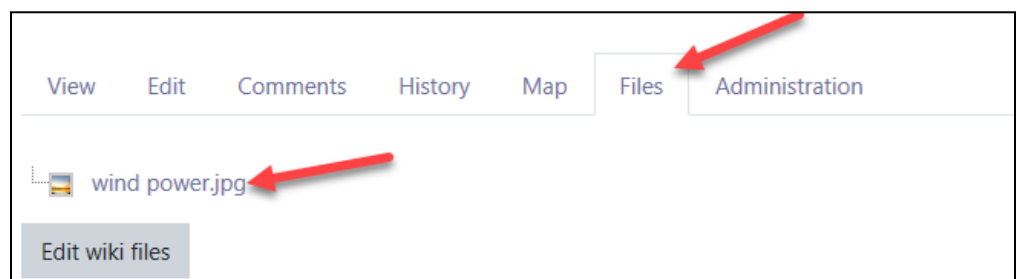 View Edit Comments History Map Files Administration
wind power.jpg
Edit wiki files